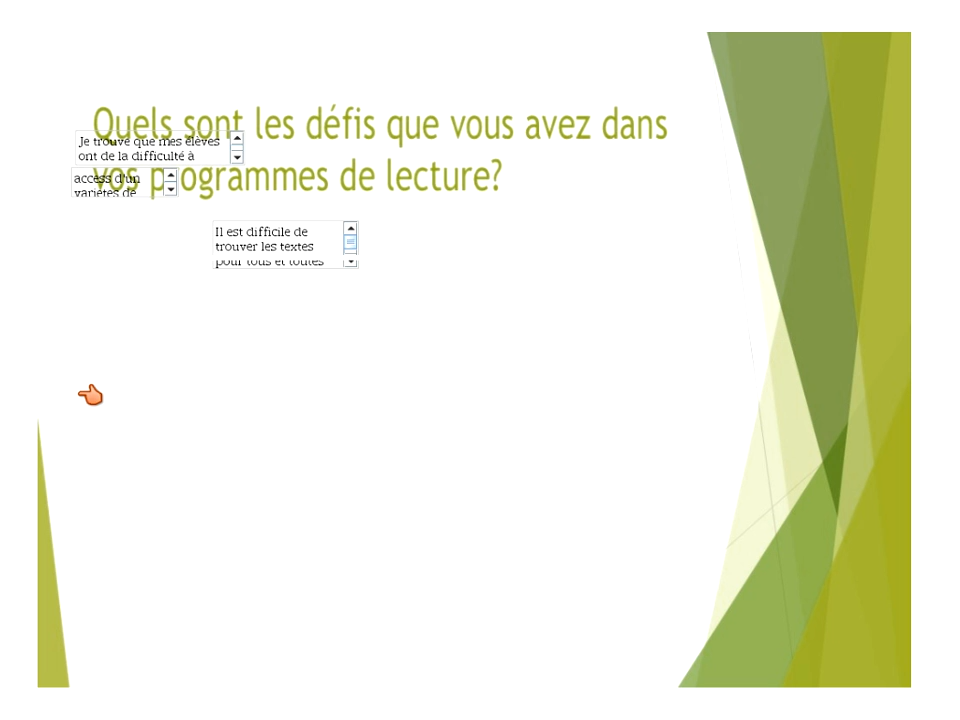 Quels sont les défis que vous avez dans
vos programmes de lecture?
Je trouve que mes élèves
ont de la difficulté à
access d'un
variétés de
Il est difficile de
trouver les textes
pour tous et toutes